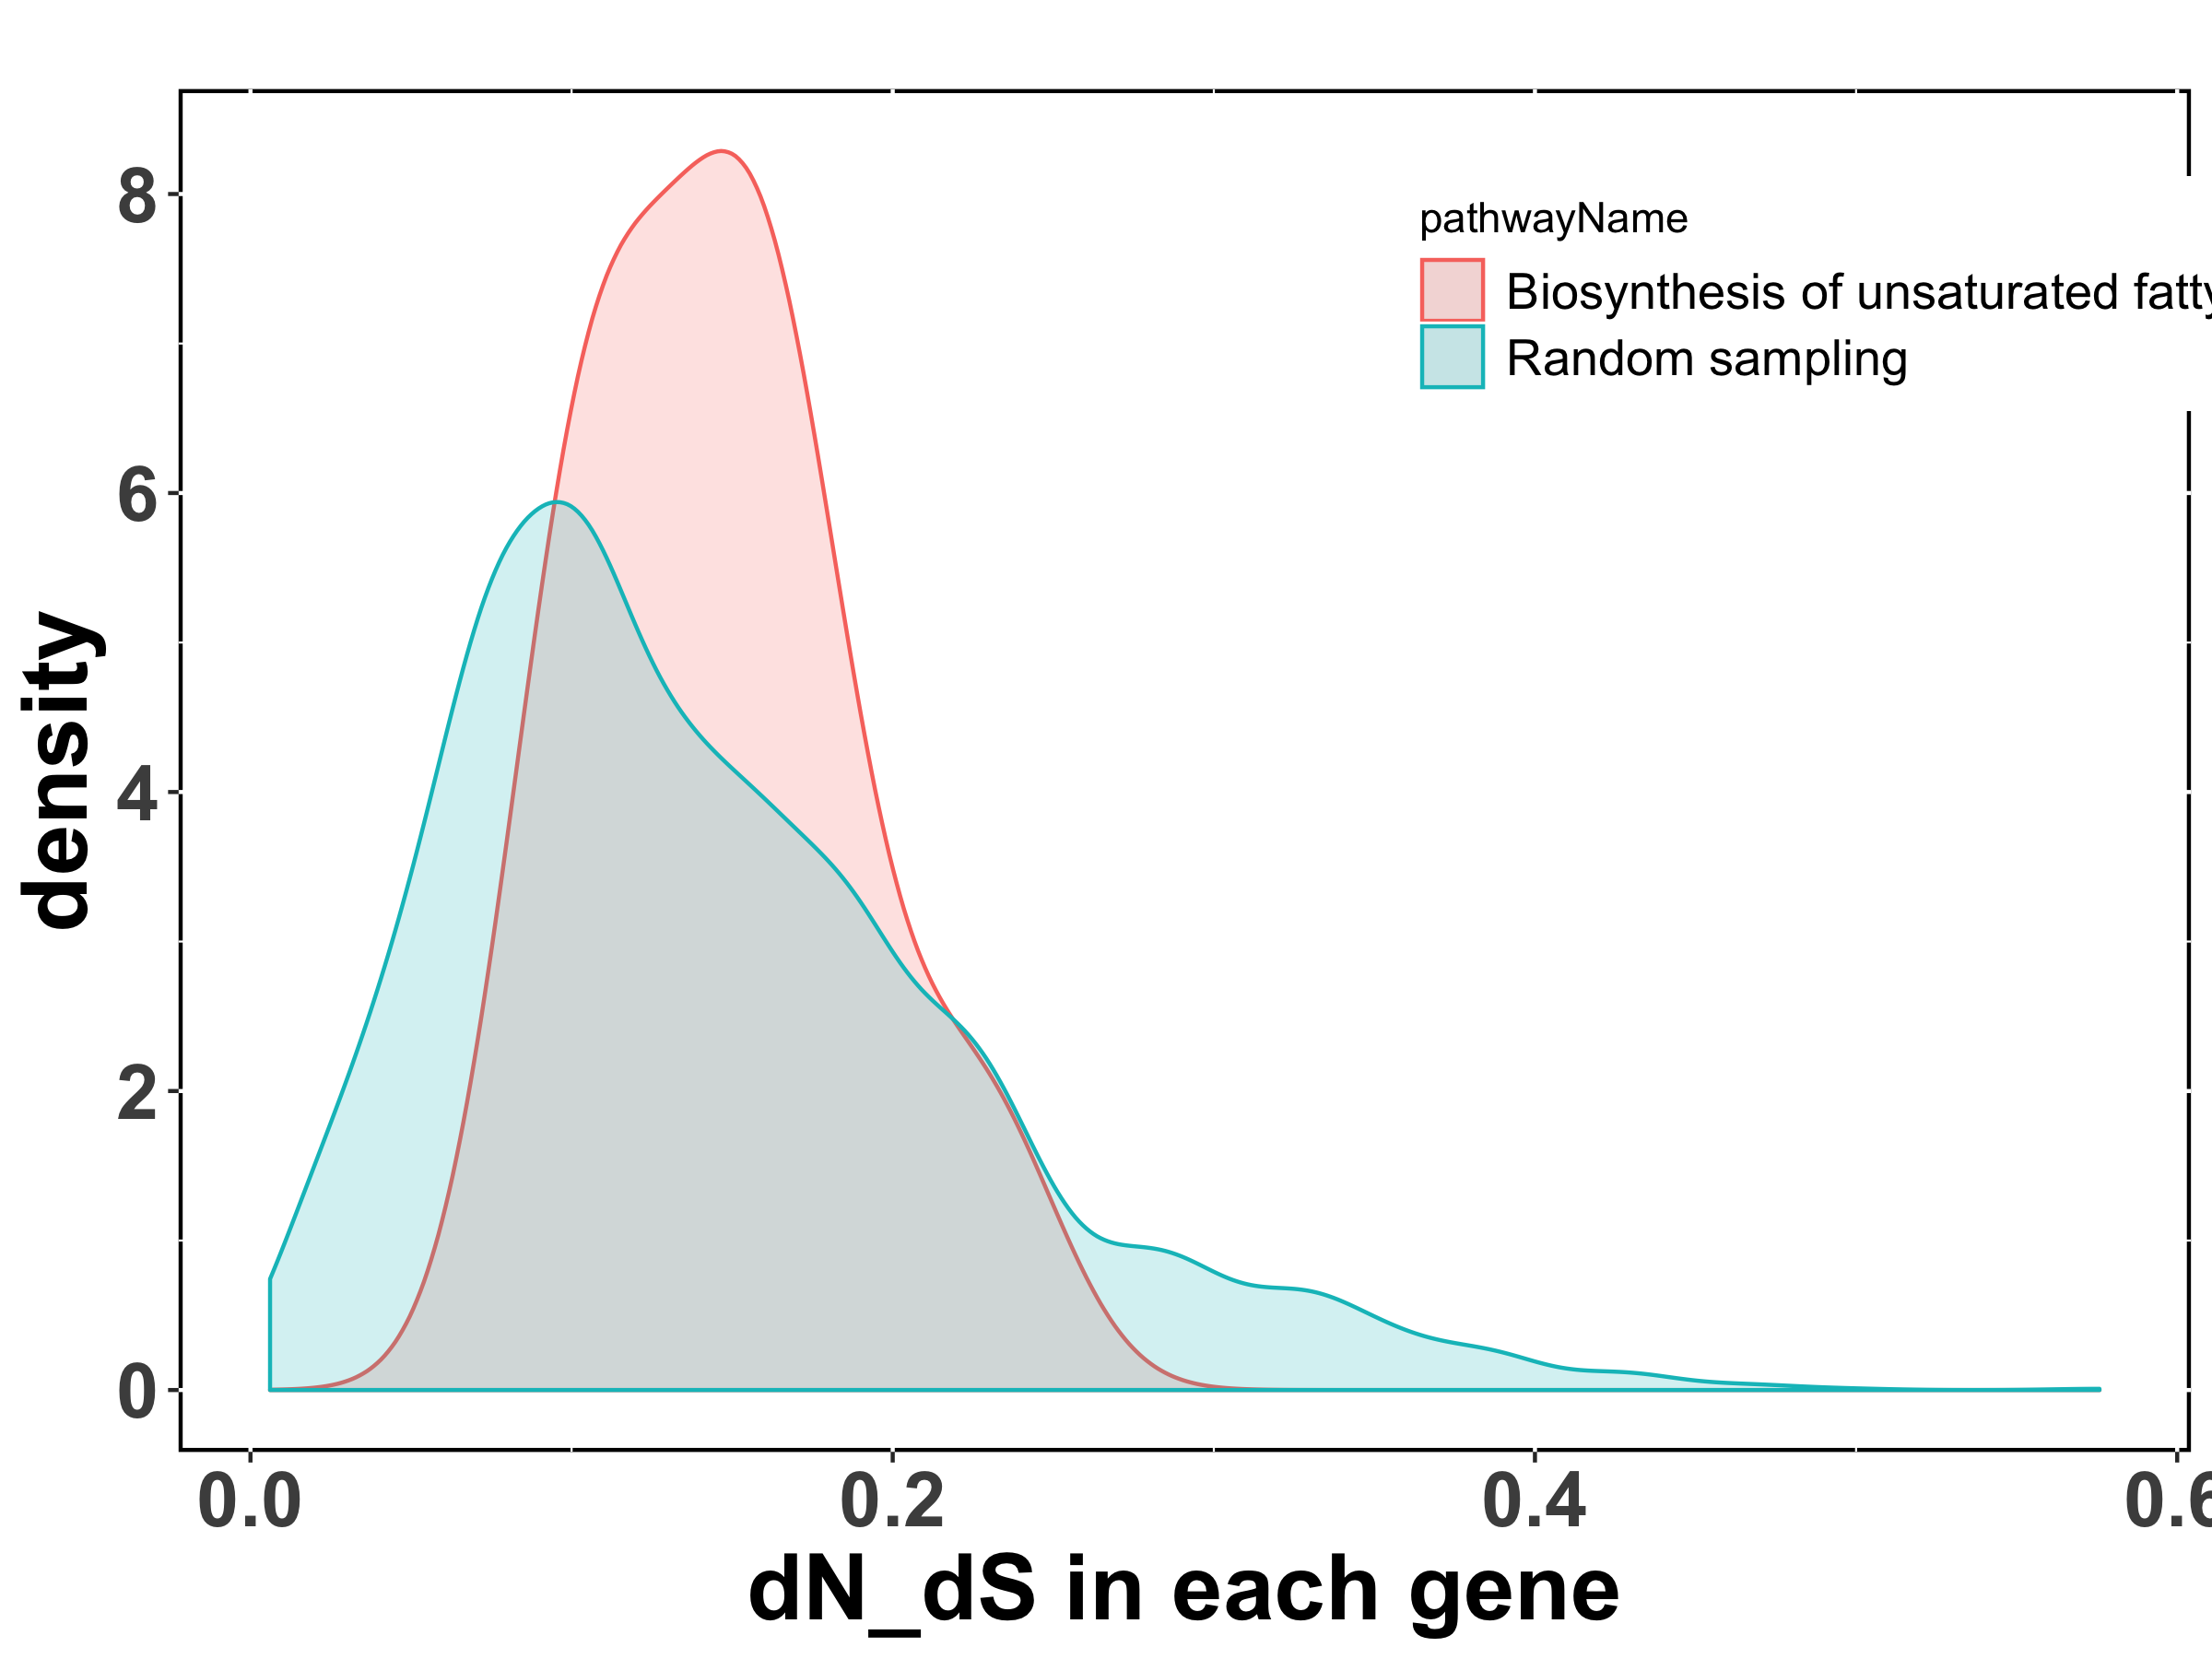 pathwayName
Biosynthesis of unsaturated fatty
Random sampling
density
8
6
4
2
0
0.0 0.2 0.4 0.6
dN_dS in each gene